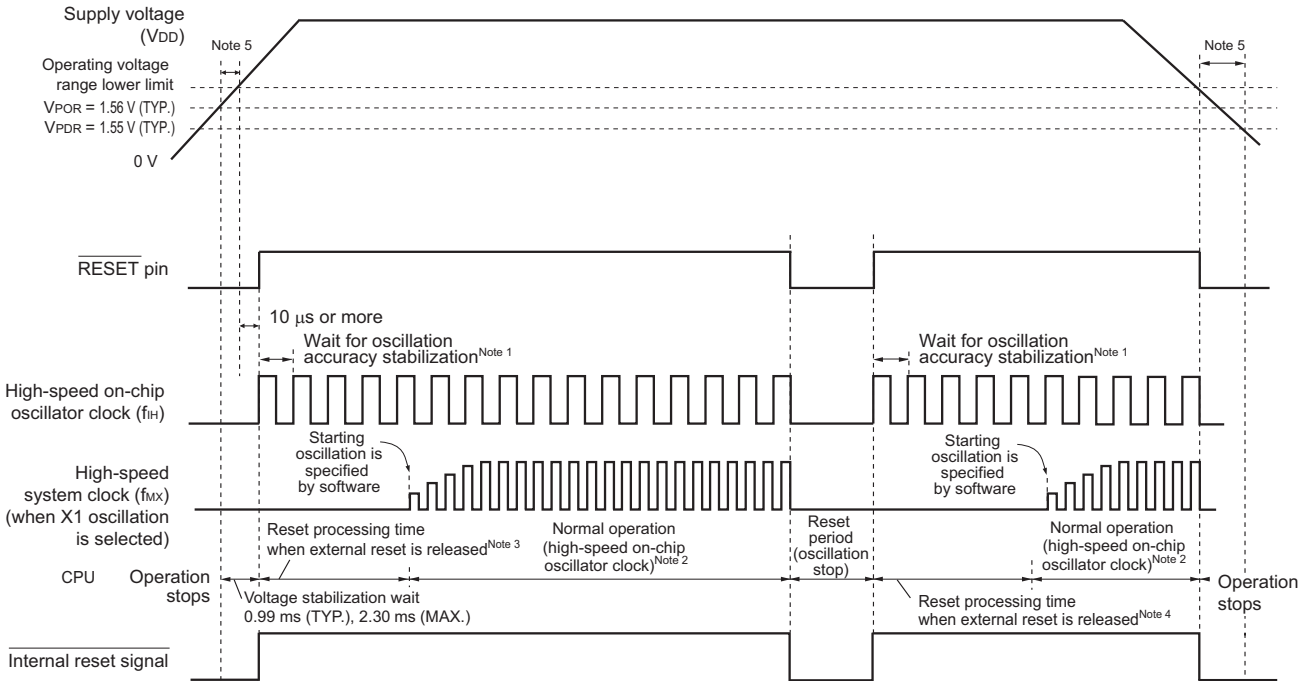 Supply voltage
(VDD)
Note 5
Note 5
Operating voltage
range lower limit
VPOR = 1.56 V (TYP.)
VPDR = 1.55 V (TYP.)
0 V
RESET pin
10 μs or more
Wait for oscillation
accuracy stabilization Note 1
Wait for oscillation
accuracy stabilization Note 1
High-speed on-chip
oscillator clock (fIH)
Starting
oscillation is
specified
by software
Starting
oscillation is
specified
by software
High-speed
system clock (fMX)
(when X1 oscillation
is selected)
Reset processing time
when external reset is released Note 3
Normal operation
(high-speed on-chip
oscillator clock) Note 2
Reset
period
(oscillation
stop)
Normal operation
(high-speed on-chip
oscillator clock) Note 2
CPU
Operation
stops
Voltage stabilization wait
0.99 ms (TYP.), 2.30 ms (MAX.)
Reset processing time
when external reset is released Note 4
Operation
stops
Internal reset signal